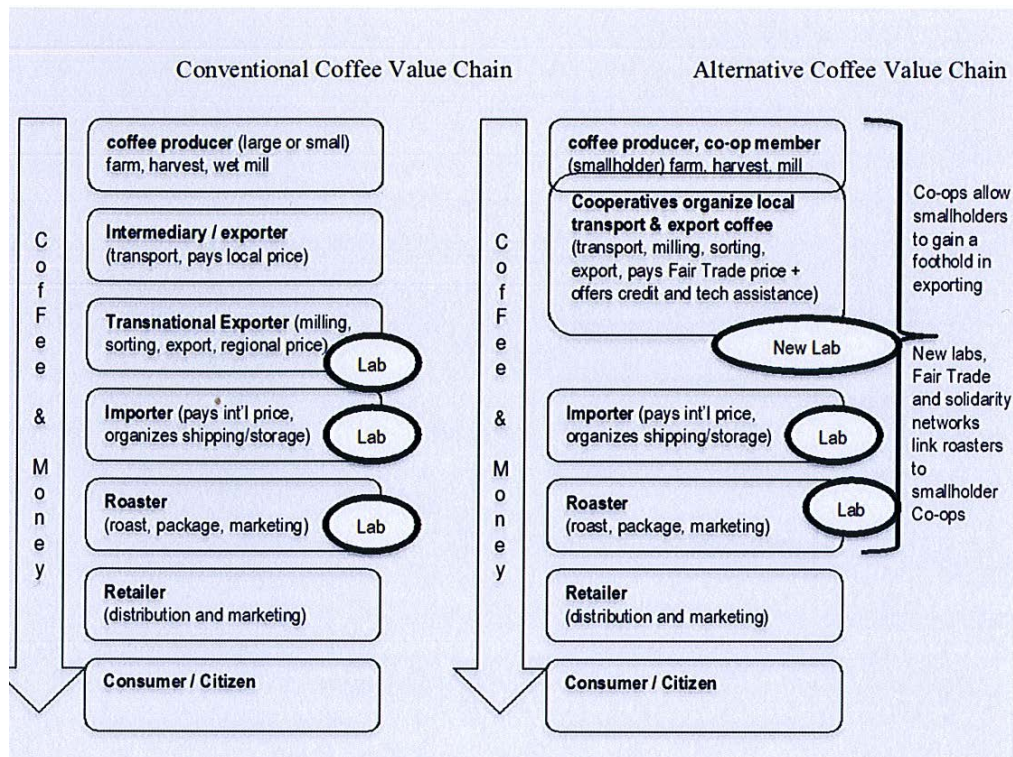 Conventional Coffee Value Chain
Coffee & Money
coffee producer (large or small)
farm, harvest, wet mill
Intermediary / exporter
(transport, pays local price)
Transnational Exporter (milling,
sorting, export, regional price)
Lab
Importer (pays int'l price,
organizes shipping/storage)
Lab
Roaster
(roast, package, marketing)
Lab
Retailer
(distribution and marketing)
Consumer / Citizen
Alternative Coffee Value Chain
Coffee & Money
coffee producer, co-op member
(smallholder) farm, harvest, mill
Cooperatives organize local
transport & export coffee
(transport, milling, sorting,
export, pays Fair Trade price +
offers credit and tech assistance)
New Lab
Importer (pays int'l price,
organizes shipping/storage)
Lab
Roaster
(roast, package, marketing)
Lab
Retailer
(distribution and marketing)
Consumer / Citizen
Co-ops allow
smallholders
to gain a
foothold in
exporting
New labs,
Fair Trade
and solidarity
networks
link roasters
to
smallholder
Co-ops